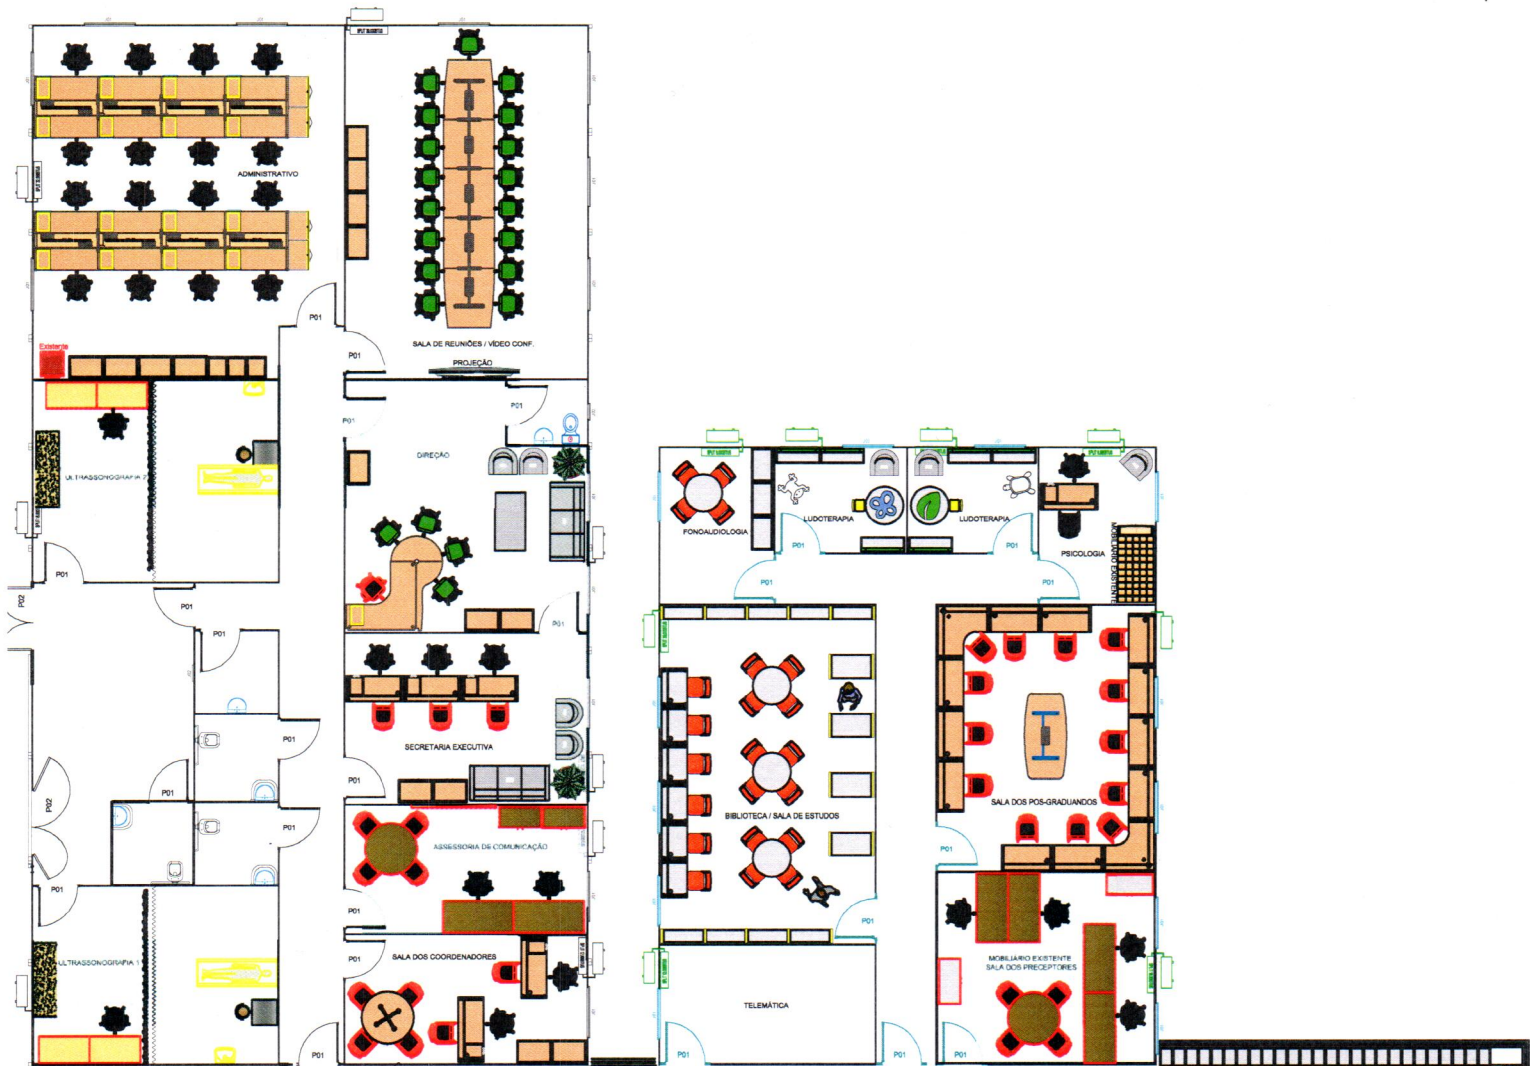 ADMINISTRATIVO
P01
P01
SALA DE REUNIÕES / VÍDEO CONF.
PROJEÇÃO
Existente
P01
P01
DIREÇÃO
ULTRASSONOGRAFIA 2
FONOAUDIOLOGIA
LUDOTERAPIA
LUDOTERAPIA
PSICOLOGIA
MOBILIÁRIO EXISTENTE
P01
P01
P01
P01
P01
P02
P01
P01
P01
SECRETARIA EXECUTIVA
P01
P01
P01
P02
P01
SALA DOS POS-GRADUANDOS
BIBLIOTECA / SALA DE ESTUDOS
P01
ASSESSORIA DE COMUNICAÇÃO
P01
P01
P01
P01
SALA DOS COORDENADORES
P01
ULTRASSONOGRAFIA 1
MOBILIÁRIO EXISTENTE
SALA DOS PRECEPTORES
TELEMÁTICA
P01
P01
P01
P01